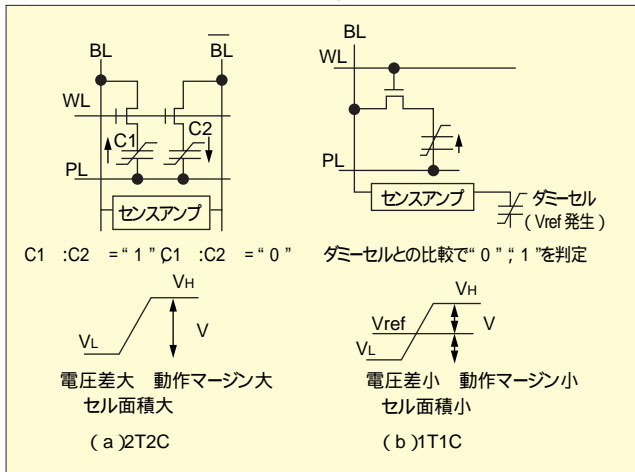 BL BL
WL
C1 C2
PL
センスアンプ
C1 :C2 = “ 1 ” , C1 :C2 = “ 0 ”
VH
VL V
電圧差大 動作マージン大
セル面積大
( a )2T2C
BL
WL
PL
センスアンプ
ダミーセル
( Vref 発生 )
ダミーセルとの比較で“ 0 ”,“ 1 ”を判定
VH
Vref V
VL
電圧差小 動作マージン小
セル面積小
( b )1T1C